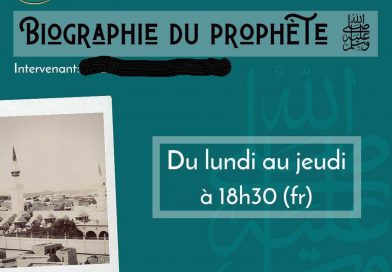 Biographie du prophète ﷺ
Intervenant:
Du lundi au jeudi
à 18h30 (fr)